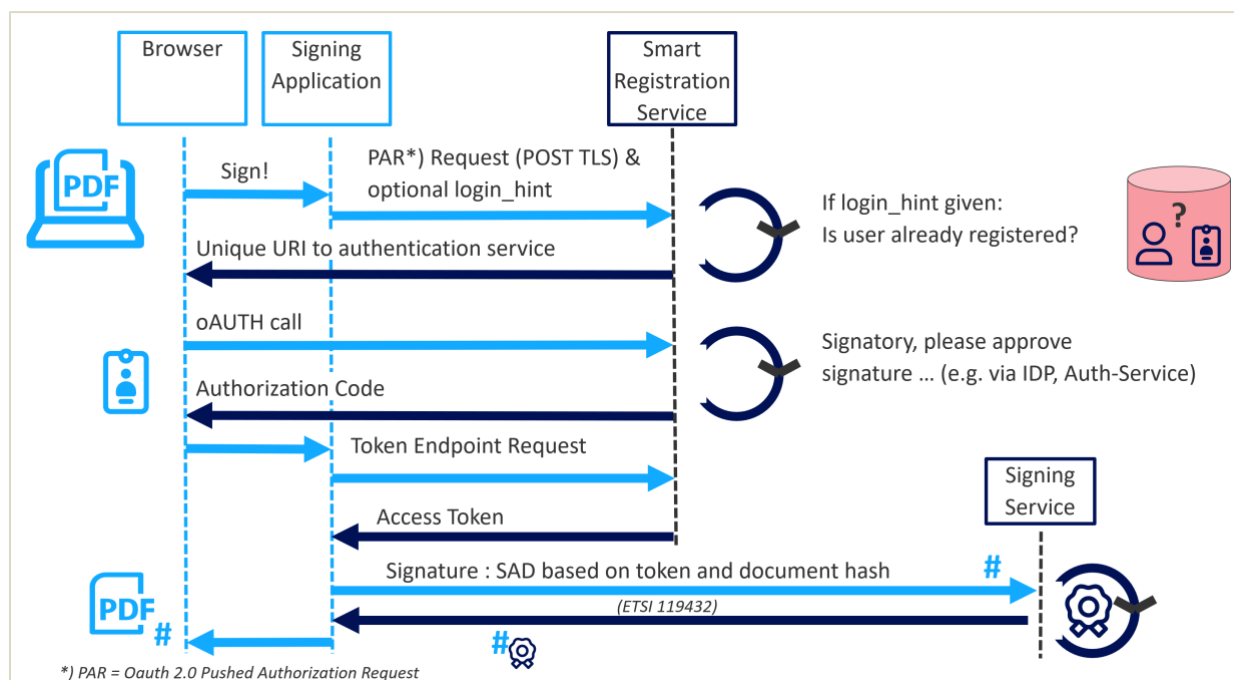 Browser
Signing
Application
Smart
Registration
Service
PDF
Sign!
PAR*) Request (POST TLS) &
optional login_hint
If login_hint given:
Is user already registered?
?
Unique URI to authentication service
oAUTH call
Signatory, please approve
signature ... (e.g. via IDP, Auth-Service)
Authorization Code
Token Endpoint Request
Signing
Service
Access Token
Signature : SAD based on token and document hash
#
(ETSI 119432)
PDF
#
#
*) PAR = Oauth 2.0 Pushed Authorization Request